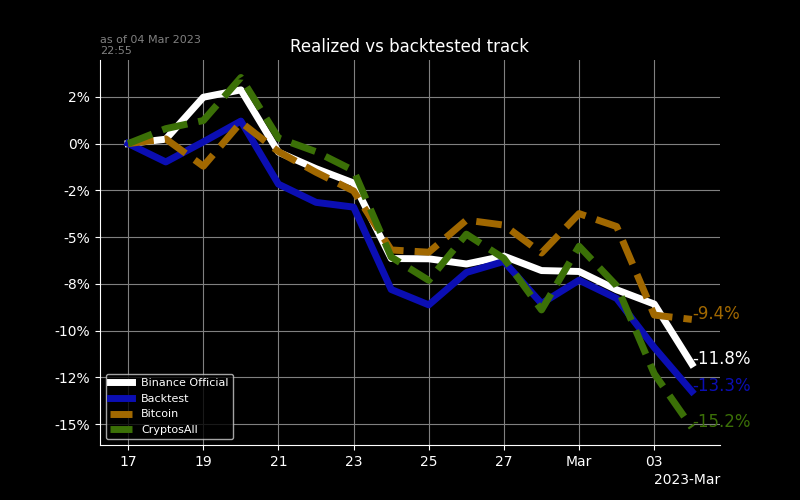 as of 04 Mar 2023
22:55
Realized vs backtested track
2%
0%
-2%
-5%
-8%
-10%
-12%
-15%
-9.4%
-11.8%
-13.3%
-15.2%
Binance Official
Backtest
Bitcoin
CryptosAll
17 19 21 23 25 27 Mar 03
2023-Mar